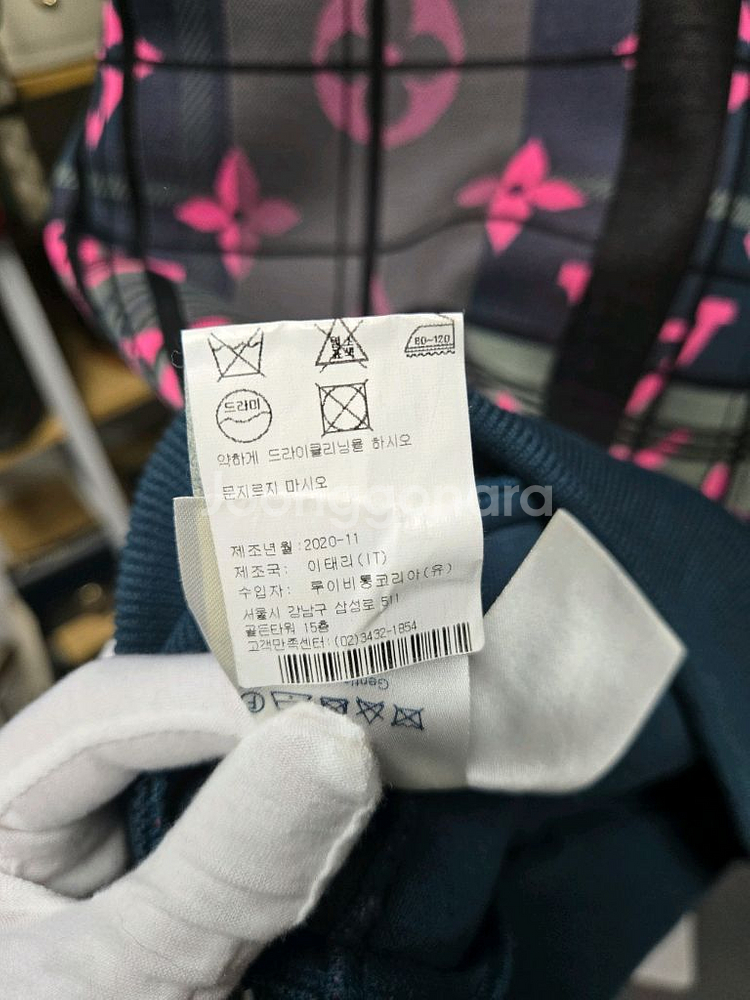 염소
표백
80~120
드라이
약하게 드라이클리닝을 하시오
문지르지 마시오
Joonggonara
제조년월:2020-11
제조국: 이태리(IT)
수입자: 루이비통코리아(유)
서울시 강남구 삼성로 511
골든타워 15층
고객만족센터:(02)3432-1854